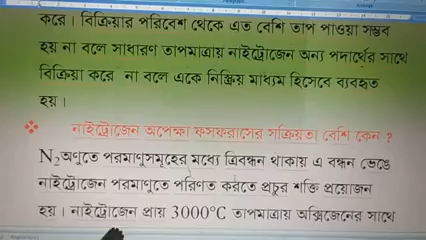 করে। বিক্রিয়ার পরিবেশ থেকে এত বেশি তাপ পাওয়া সম্ভব
হয় না বলে সাধারণ তাপমাত্রায় নাইট্রোজেন অন্য পদার্থের সাথে
বিক্রিয়া করে না বলে একে নিষ্ক্রিয় মাধ্যম হিসেবে ব্যবহৃত
হয়।
❖ নাইট্রোজেন অপেক্ষা ফসফরাসের সক্রিয়তা বেশি কেন ?
N₂অণুতে পরমাণুসমূহের মধ্যে ত্রিবন্ধন থাকায় এ বন্ধন ভেঙ্গে
নাইট্রোজেন পরমাণুতে পরিণত করতে প্রচুর শক্তি প্রয়োজন
হয়। নাইট্রোজেন প্রায় 3000°C তাপমাত্রায় অক্সিজেনের সাথে